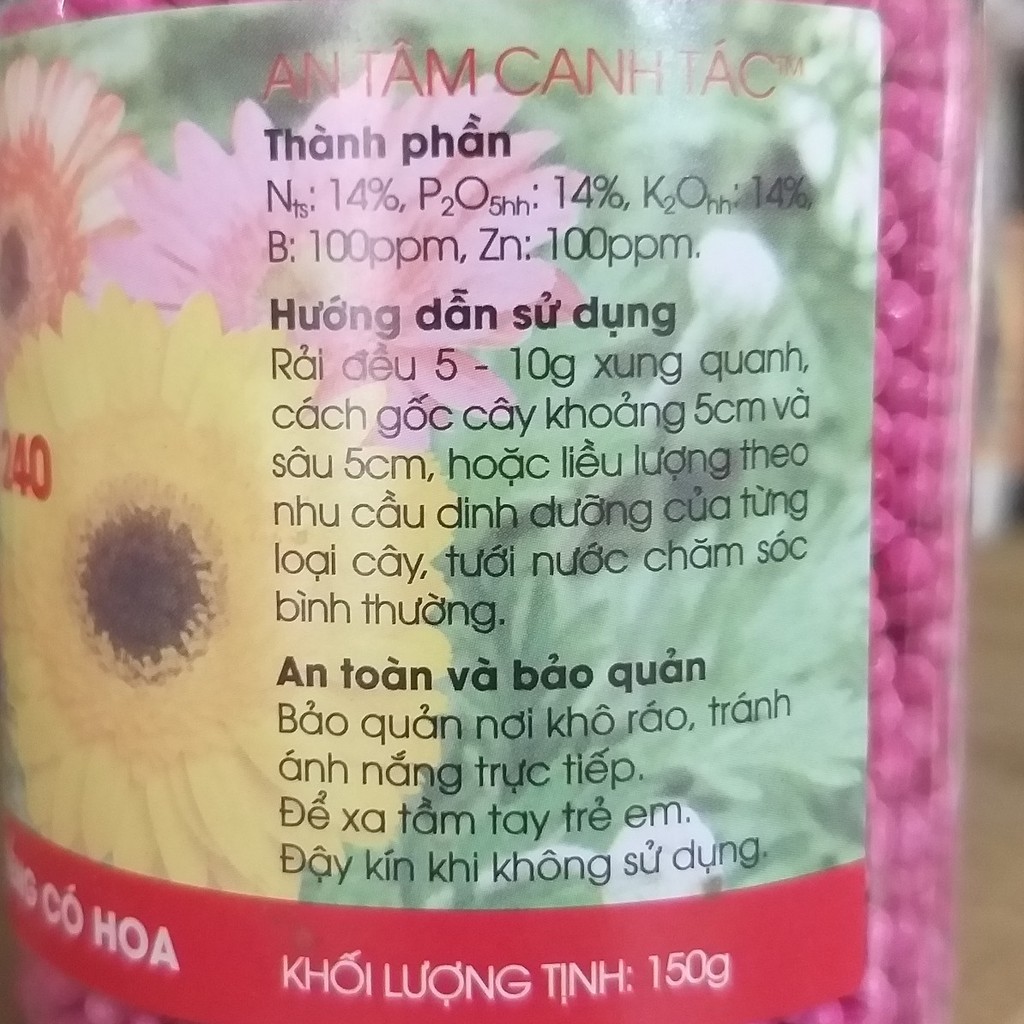 AN TÂM CANH TÁC™
Thành phần
Nts: 14%, P2O5hh: 14%, K2Ohh: 14%,
B: 100ppm, Zn: 100ppm.
Hướng dẫn sử dụng
Rải đều 5 - 10g xung quanh,
cách gốc cây khoảng 5cm và
sâu 5cm, hoặc liều lượng theo
nhu cầu dinh dưỡng của từng
loại cây, tưới nước chăm sóc
bình thường.
240
An toàn và bảo quản
Bảo quản nơi khô ráo, tránh
ánh nắng trực tiếp.
Để xa tầm tay trẻ em.
Đậy kín khi không sử dụng.
CÓ HOA
KHỐI LƯỢNG TỊNH: 150g